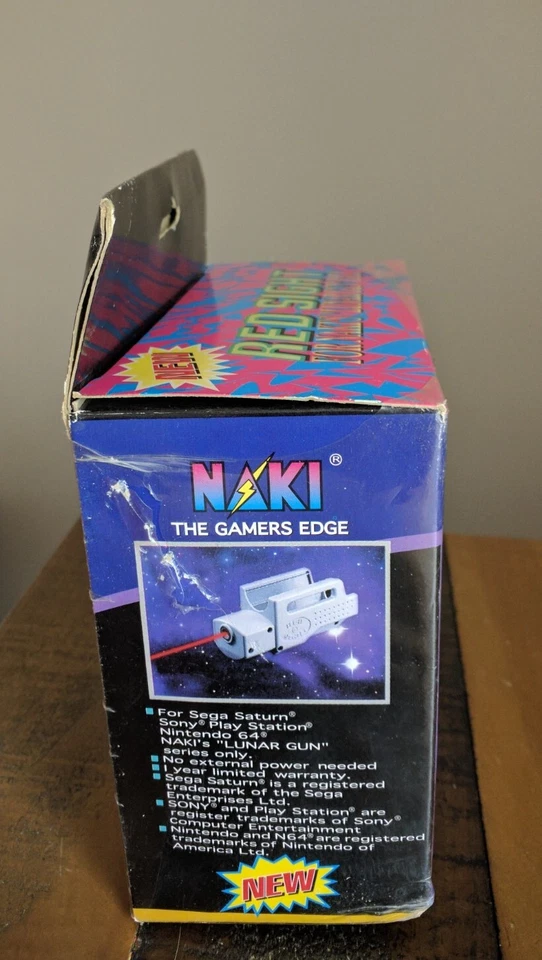 NEW
RED-SIGHT
NAKI®
THE GAMERS EDGE
For Sega Saturn®
Sony® Play Station®
Nintendo 64®
NAKI's "LUNAR GUN"
series only.
No external power needed
1 year limited warranty.
Sega Saturn® is a registered
trademark of the Sega
Enterprises Ltd.
SONY® and Play Station® are
register trademarks of Sony®
Computer Entertainment
Nintendo and N64® are registered
trademarks of Nintendo of
America Ltd.
NEW